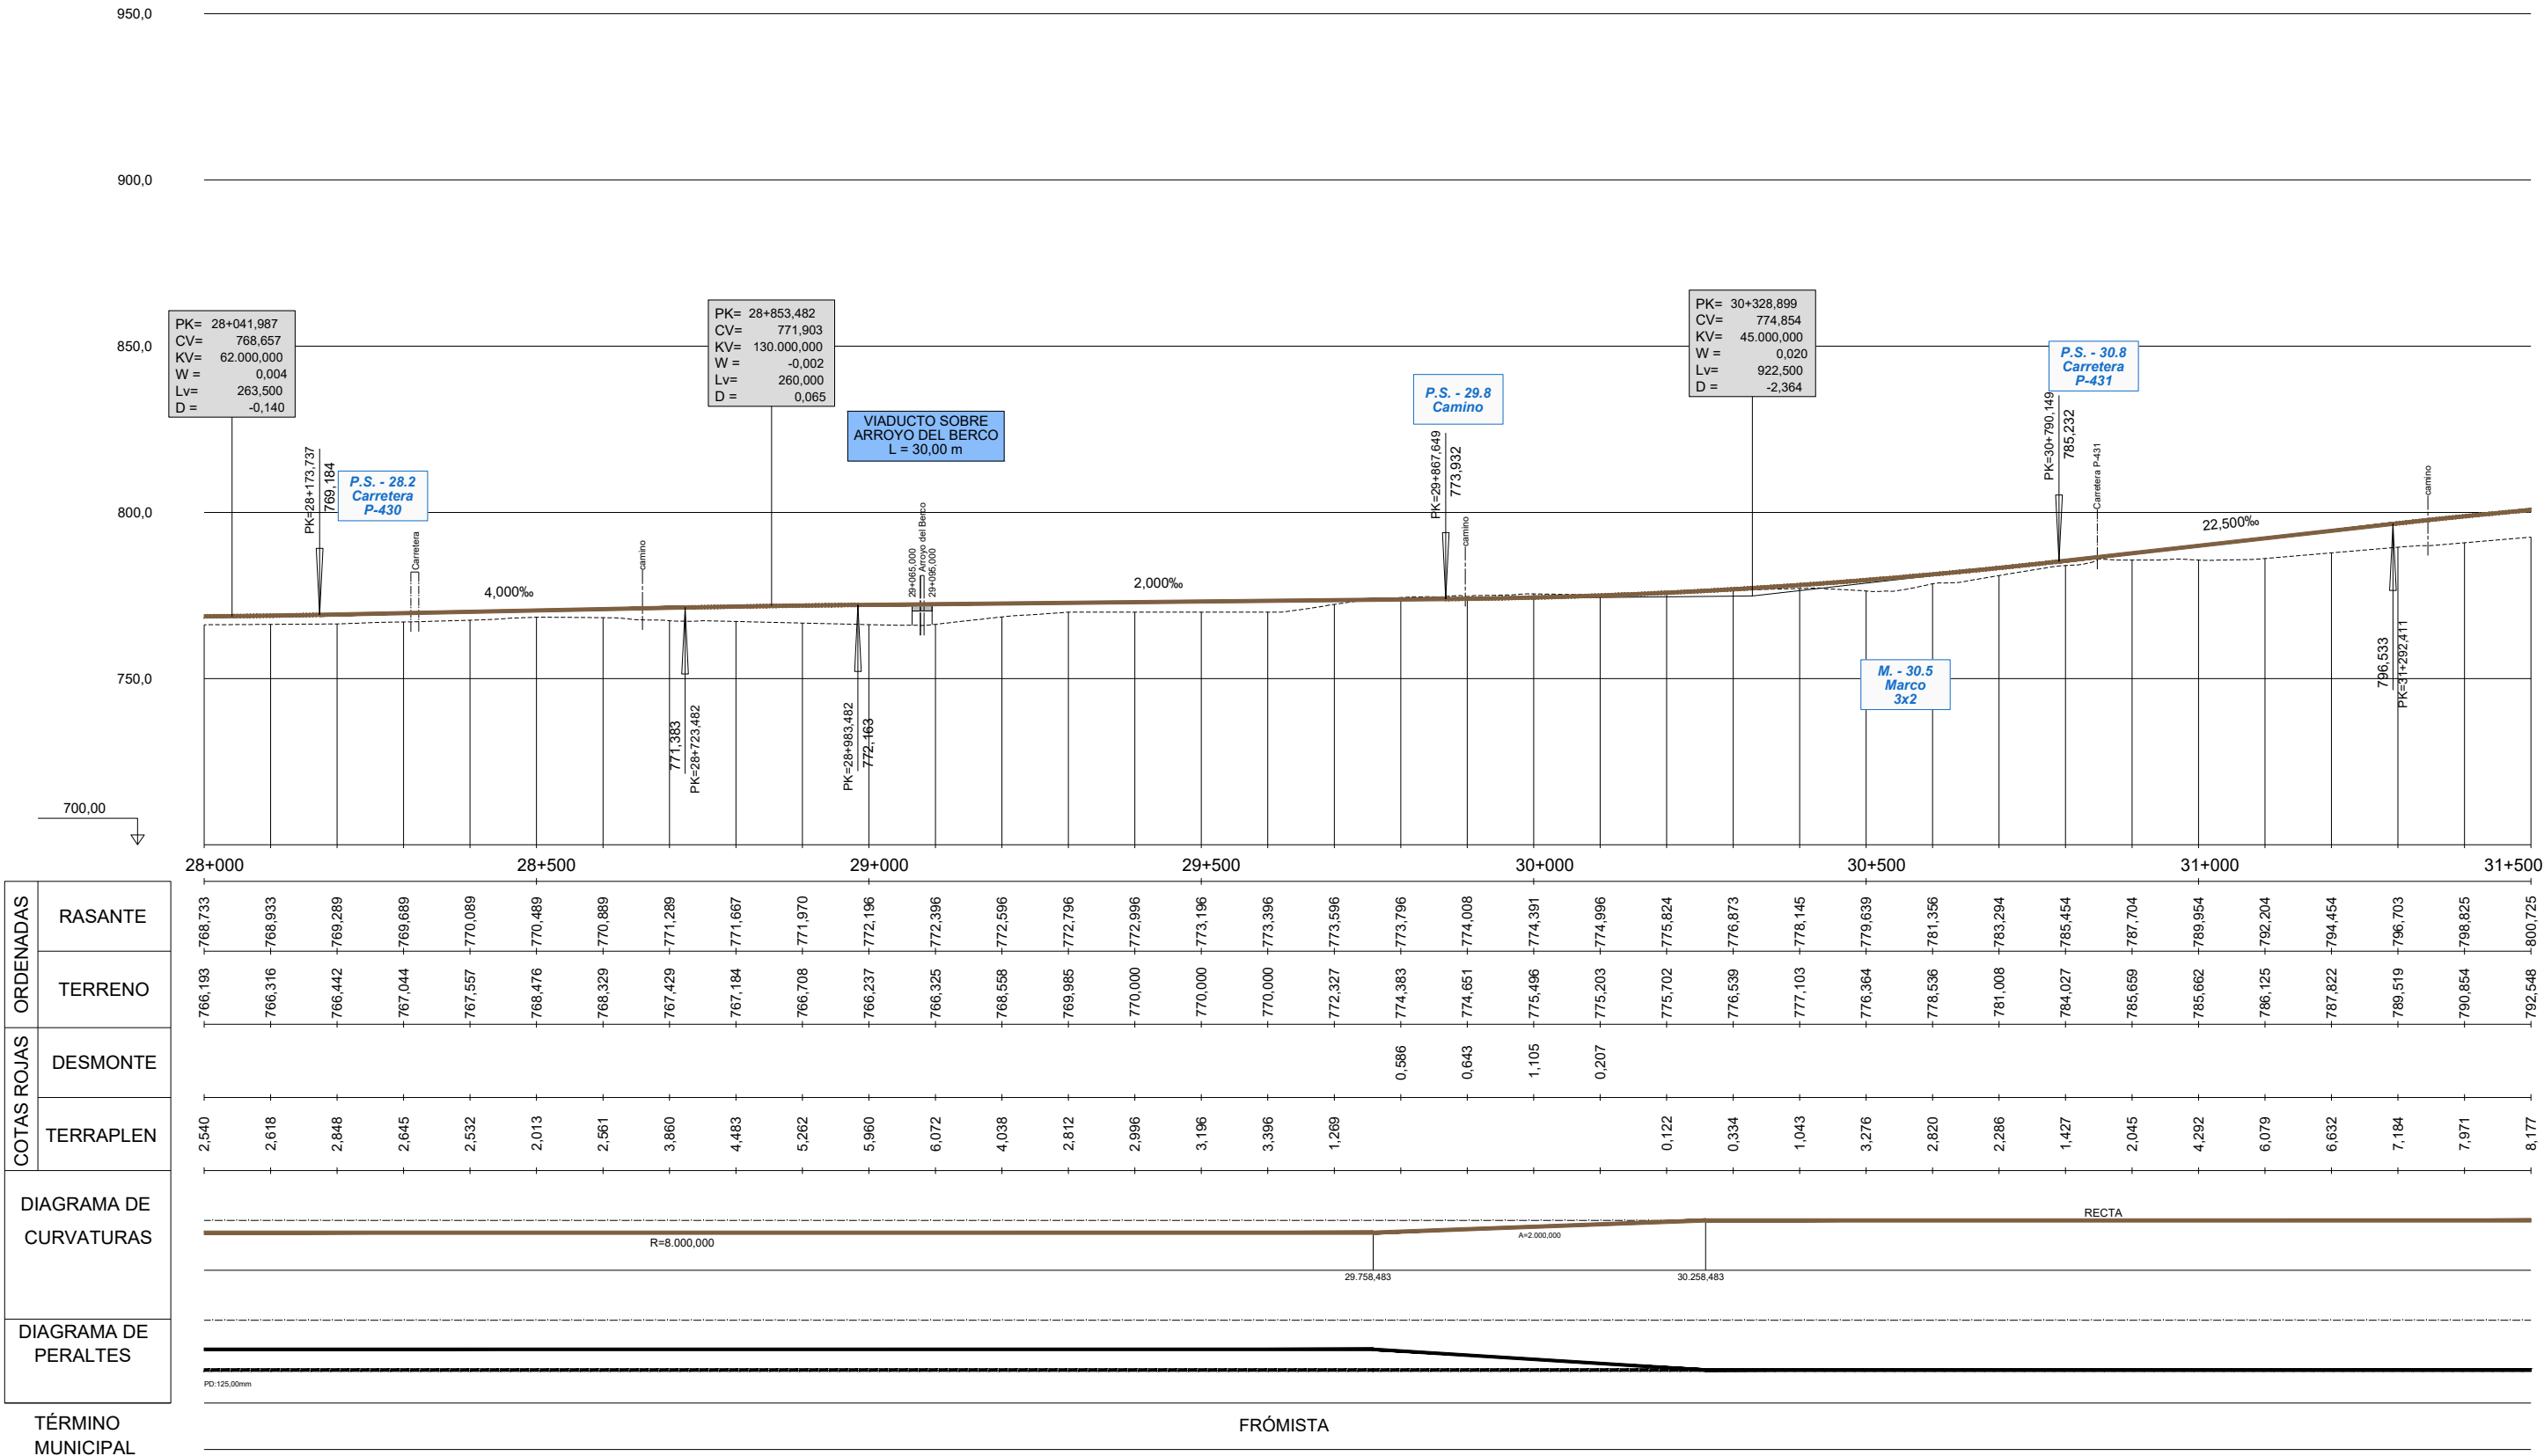 950,0
900,0
850,0
800,0
750,0
700,00
PK= 28+041,987
CV= 768,657
KV= 62.000,000
W = 0,004
Lv= 263,500
D = -0,140
PK= 28+853,482
CV= 771,903
KV= 130.000,000
W = -0,002
Lv= 260,000
D = 0,065
PK= 30+328,899
CV= 774,854
KV= 45.000,000
W = 0,020
Lv= 922,500
D = -2,364
PK=28+173,737
769,184
P.S. - 28.2
Carretera
P-430
Carretera
4,000‰
camino
771,383
PK=28+723,482
PK=28+983,482
772,163
VIADUCTO SOBRE
ARROYO DEL BERCO
L = 30,00 m
29+065,000
Arroyo del Berco
29+095,000
2,000‰
P.S. - 29.8
Camino
PK=29+867,649
773,932
camino
M. - 30.5
Marco
3x2
P.S. - 30.8
Carretera
P-431
PK=30+790,149
785,232
Carretera P-431
22,500‰
796,533
PK=31+292,411
camino
28+000 28+500 29+000 29+500 30+000 30+500 31+000 31+500
ORDENADAS
RASANTE
768,733 768,933 769,289 769,689 770,089 770,489 770,889 771,289 771,667 771,970 772,196 772,396 772,596 772,796 772,996 773,196 773,396 773,596 773,796 774,008 774,391 774,996 775,824 776,873 778,145 779,639 781,356 783,294 785,454 787,704 789,954 792,204 794,454 796,703 798,825 800,725
TERRENO
766,193 766,316 766,442 767,044 767,557 768,476 768,329 767,429 767,184 766,708 766,237 766,325 768,558 769,985 770,000 770,000 770,000 772,327 774,383 774,651 775,496 775,203 775,702 776,539 777,103 776,364 778,536 781,008 784,027 785,659 785,662 786,125 787,822 789,519 790,854 792,548
COTAS ROJAS
DESMONTE
0,586 0,643 1,105 0,207
TERRAPLEN
2,540 2,618 2,848 2,645 2,532 2,013 2,561 3,860 4,483 5,262 5,960 6,072 4,038 2,812 2,996 3,196 3,396 1,269 0,122 0,334 1,043 3,276 2,820 2,286 1,427 2,045 4,292 6,079 6,632 7,184 7,971 8,177
DIAGRAMA DE
CURVATURAS
R=8.000,000
A=2.000,000
RECTA
29.758,483
30.258,483
DIAGRAMA DE
PERALTES
PD:125,00mm
TÉRMINO
MUNICIPAL
FRÓMISTA